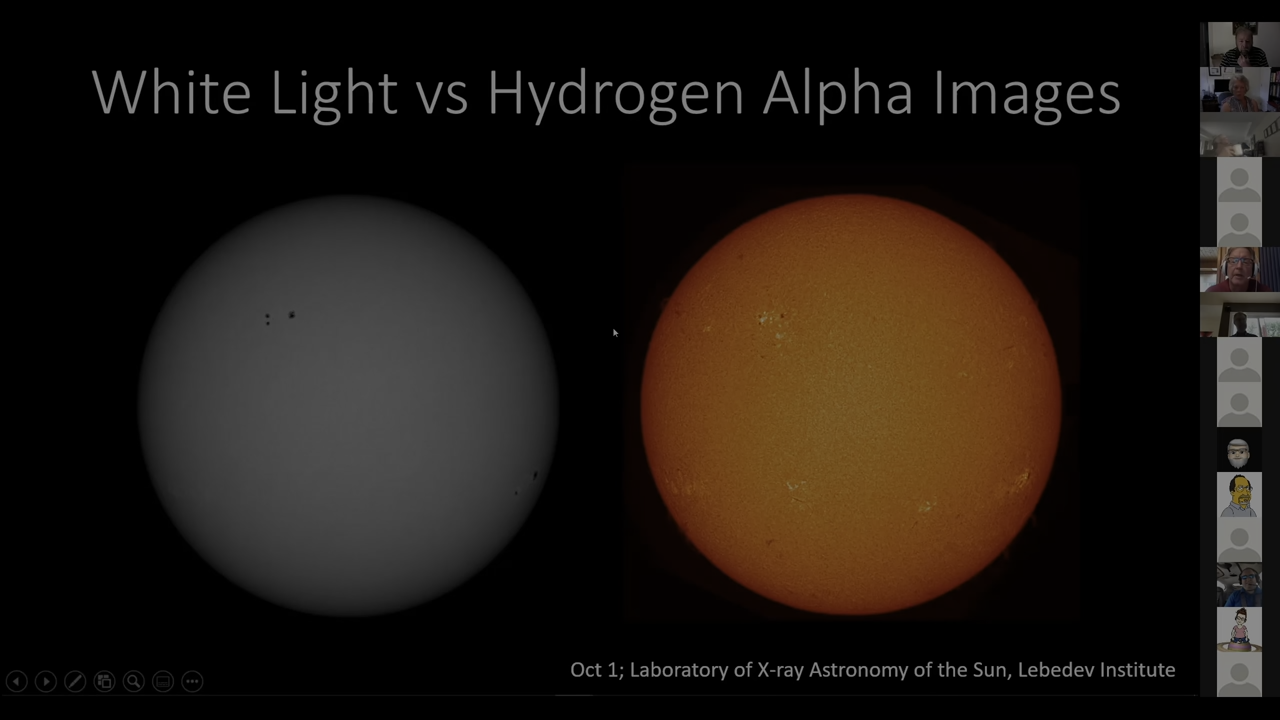 White Light vs Hydrogen Alpha Images
Oct 1; Laboratory of X-ray Astronomy of the Sun, Lebedev Institute